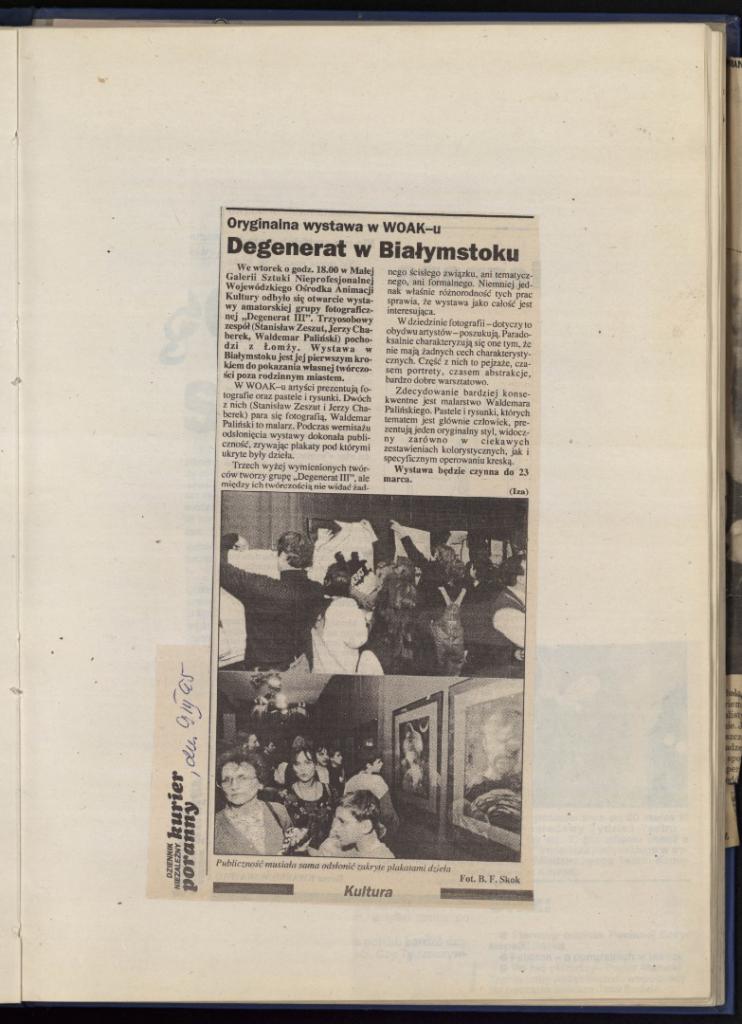 Oryginalna wystawa w WOAK–u
Degenerat w Białymstoku
We wtorek o godz. 18.00 w Małej
Galerii Sztuki Nieprofesjonalnej
Wojewódzkiego Ośrodka Animacji
Kultury odbyło się otwarcie wysta-
wy amatorskiej grupy fotograficz-
nej „Degenerat III". Trzyosobowy
zespół (Stanisław Zeszut, Jerzy Cha-
berek, Waldemar Paliński) pocho-
dzi z Łomży. Wystawa w
Białymstoku jest jej pierwszym kro-
kiem do pokazania własnej twórczo-
ści poza rodzinnym miastem.
W WOAK–u artyści prezentują fo-
tografie oraz pastele i rysunki. Dwóch
z nich (Stanisław Zeszut i Jerzy Cha-
berek) para się fotografią, Waldemar
Paliński to malarz. Podczas wernisażu
odsłonięcia wystawy dokonała publi-
czność, zrywając plakaty pod którymi
ukryte były dzieła.
Trzech wyżej wymienionych twór-
ców tworzy grupę „Degenerat III", ale
między ich twórczością nie widać żad-
nego ścisłego związku, ani tematycz-
nego, ani formalnego. Niemniej jed-
nak właśnie różnorodność tych prac
sprawia, że wystawa jako całość jest
interesująca.
W dziedzinie fotografii – dotyczy to
obydwu artystów – poszukują. Parado-
ksalnie charakteryzują się one tym, że
nie mają żadnych cech charakterysty-
cznych. Część z nich to pejzaże, cza-
sem portrety, czasem abstrakcje,
bardzo dobre warsztatowo.
Zdecydowanie bardziej konse-
kwentne jest malarstwo Waldemara
Palińskiego. Pastele i rysunki, których
tematem jest głównie człowiek, pre-
zentują jeden oryginalny styl, widocz-
ny zarówno w ciekawych
zestawieniach kolorystycznych, jak i
specyficznym operowaniu kreską.
Wystawa będzie czynna do 23
marca.
(Iza)
Publiczność musiała sama odsłonić zakryte plakatami dzieła
Fot. B. F. Skok
Kultura
DZIENNIK
NIEZALEŻNY
kurier
poranny
, dn. 9 III 95